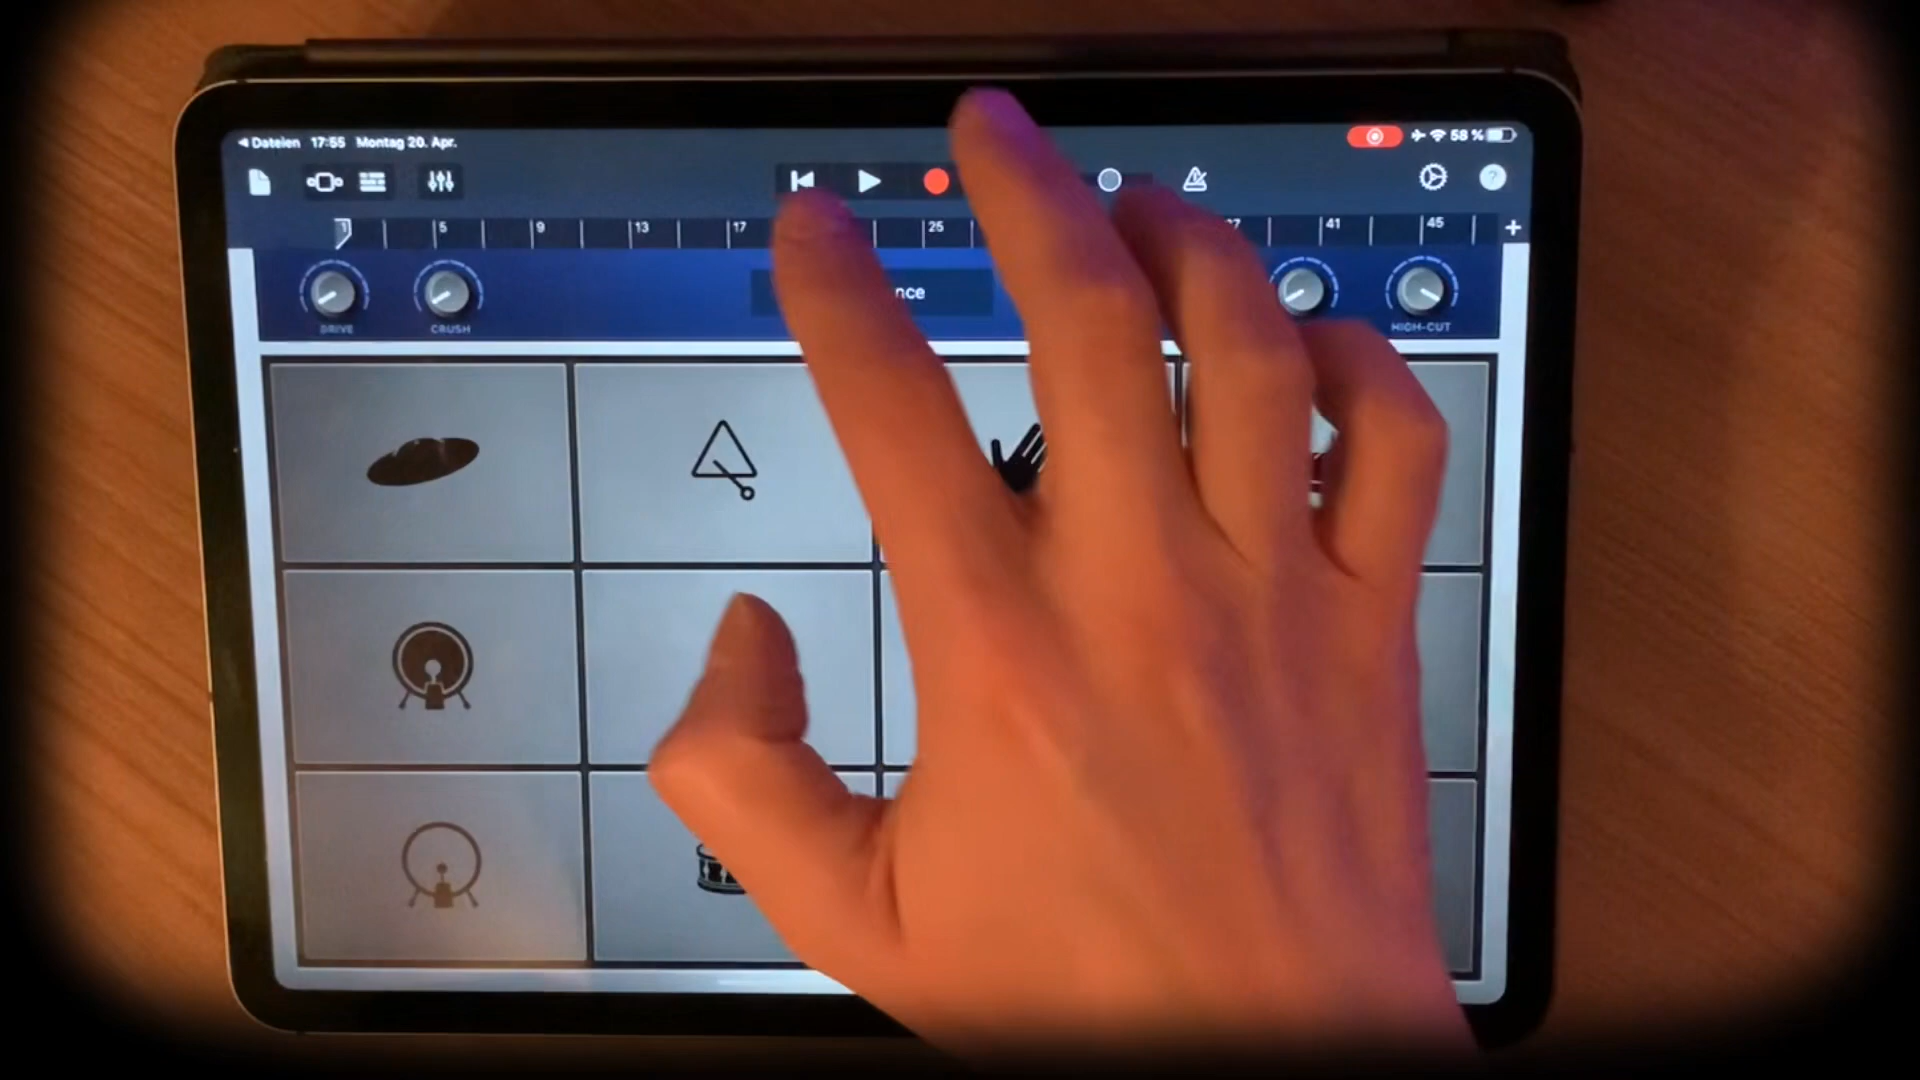 Dateien 17:55 Montag 20. Apr.
58 %
?
1 5 9 13 17 25 41 45 +
nce
DRIVE CRUSH HIGH-CUT